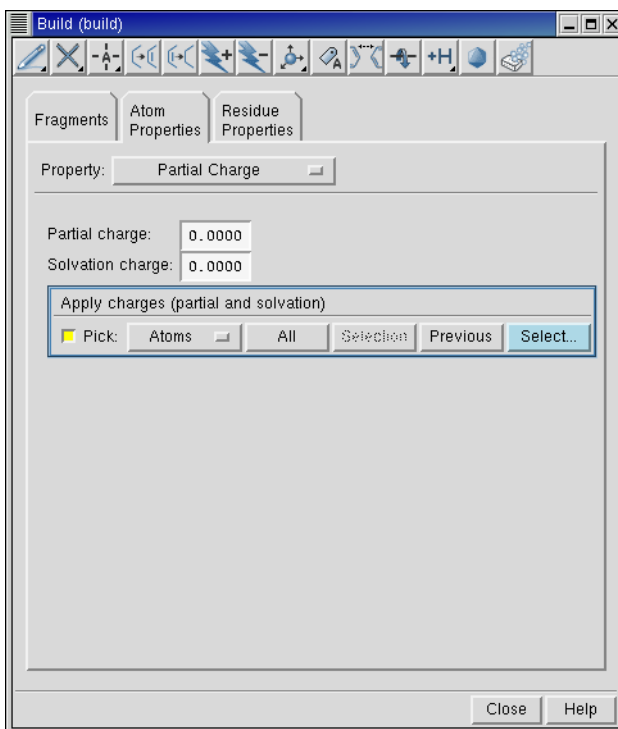 Build (build)
A A +H
Fragments
Atom
Properties
Residue
Properties
Property: Partial Charge
Partial charge: 0.0000
Solvation charge: 0.0000
Apply charges (partial and solvation)
Pick: Atoms All Selection Previous Select...
Close Help